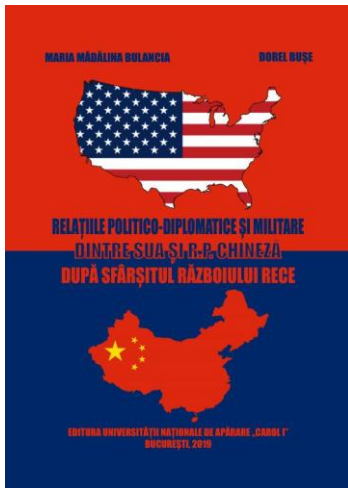 MARIA MĂDĂLINA BULANCIA
DOREL BUȘE
RELAȚIILE POLITICO-DIPLOMATICE ȘI MILITARE
DINTRE SUA ȘI R.P. CHINEZĂ
DUPĂ SFÂRȘITUL RĂZBOIULUI RECE
EDITURA UNIVERSITĂȚII NAȚIONALE DE APĂRARE „CAROL I”
BUCUREȘTI, 2019